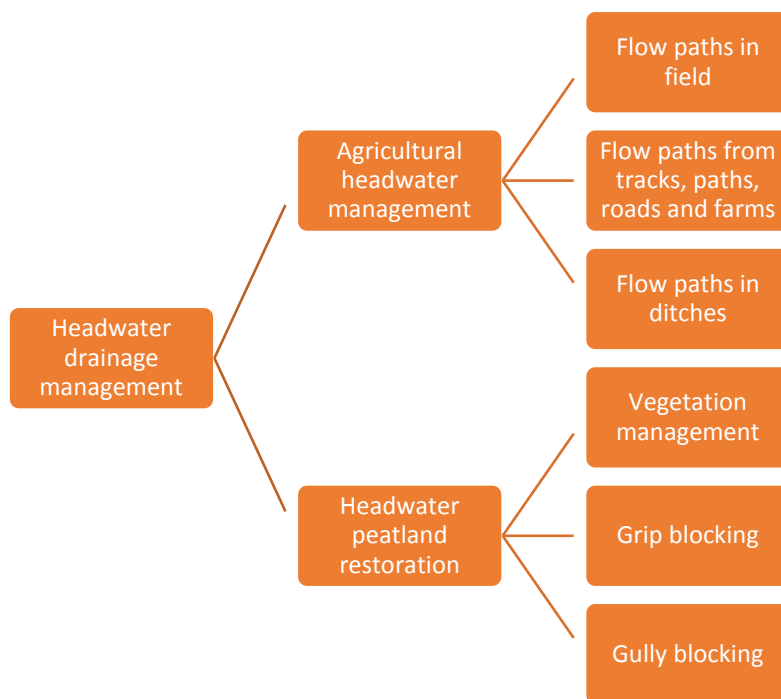 Headwater
drainage
management
Agricultural
headwater
management
Flow paths in
field
Flow paths from
tracks, paths,
roads and farms
Flow paths in
ditches
Headwater
peatland
restoration
Vegetation
management
Grip blocking
Gully blocking